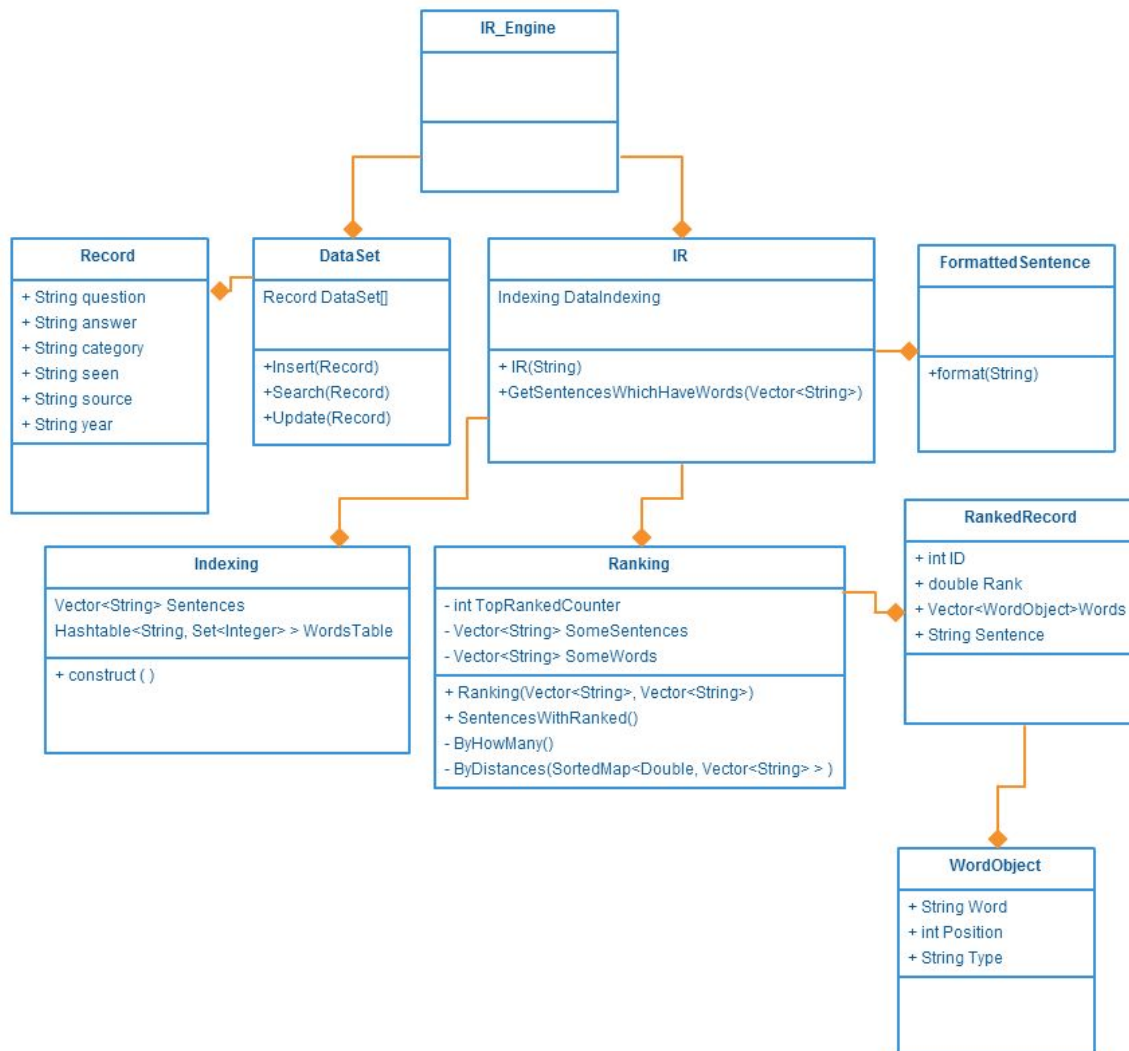 IR_Engine
Record
+ String question
+ String answer
+ String category
+ String seen
+ String source
+ String year
DataSet
Record DataSet[]
+Insert(Record)
+Search(Record)
+Update(Record)
IR
Indexing DataIndexing
+ IR(String)
+GetSentencesWhichHaveWords(Vector<String>)
FormattedSentence
+format(String)
Indexing
Vector<String> Sentences
Hashtable<String, Set<Integer> > WordsTable
+ construct ( )
Ranking
- int TopRankedCounter
- Vector<String> SomeSentences
- Vector<String> SomeWords
+ Ranking(Vector<String>, Vector<String>)
+ SentencesWithRanked()
- ByHowMany()
- ByDistances(SortedMap<Double, Vector<String> > )
RankedRecord
+ int ID
+ double Rank
+ Vector<WordObject>Words
+ String Sentence
WordObject
+ String Word
+ int Position
+ String Type